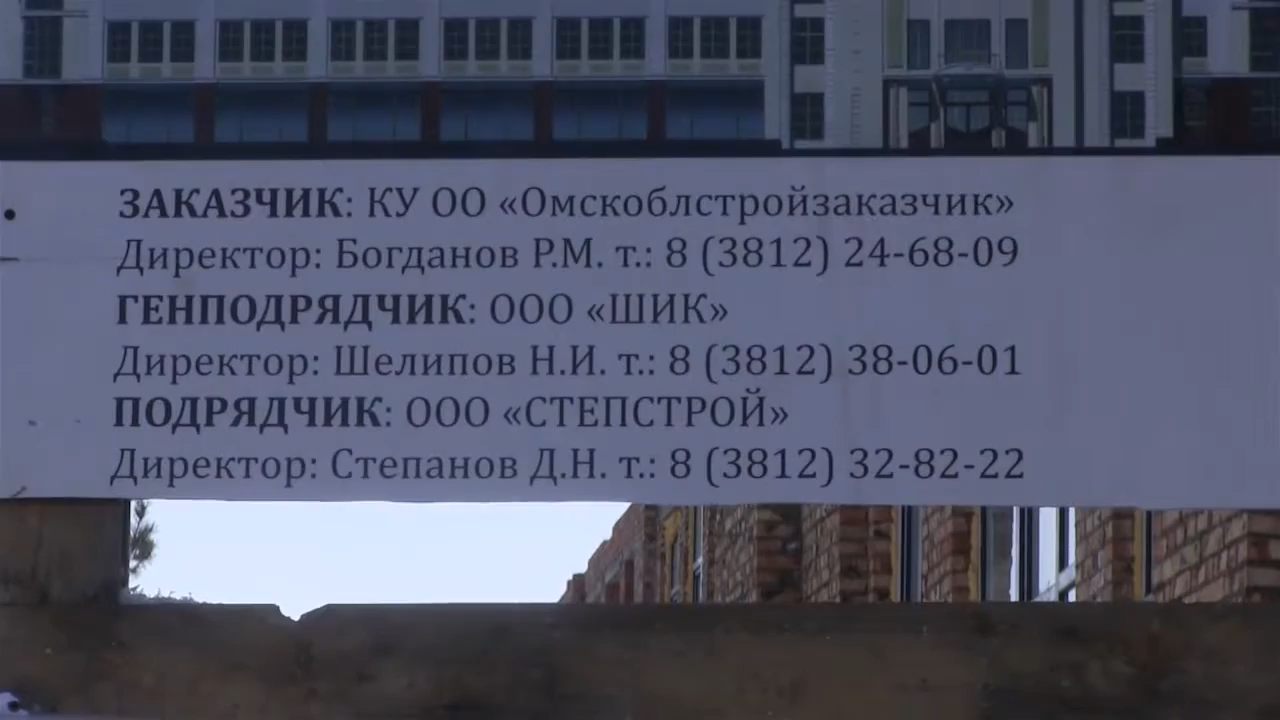 ЗАКАЗЧИК: КУ ОО «Омскоблстройзаказчик»
Директор: Богданов Р.М. т.: 8 (3812) 24-68-09
ГЕНПОДРЯДЧИК: ООО «ШИК»
Директор: Шелипов Н.И. т.: 8 (3812) 38-06-01
ПОДРЯДЧИК: ООО «СТЕПСТРОЙ»
Директор: Степанов Д.Н. т.: 8 (3812) 32-82-22